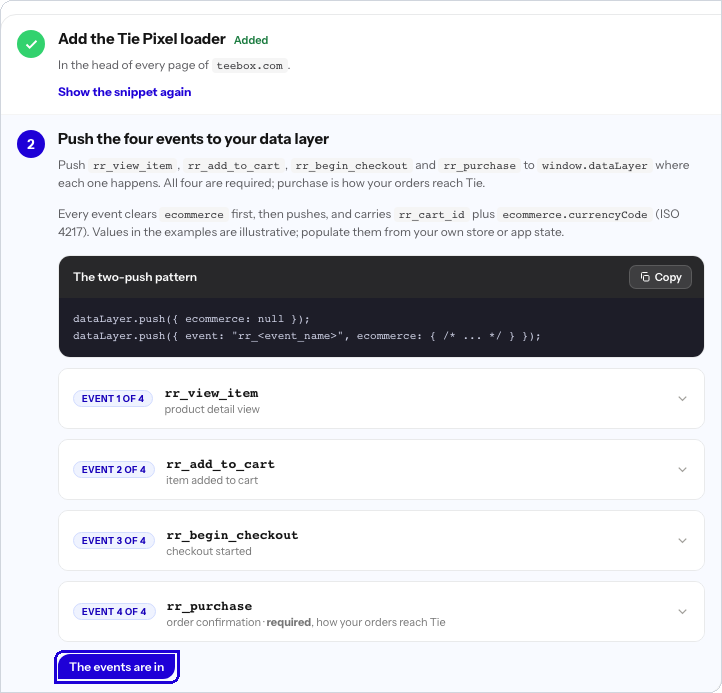 Add the Tie Pixel loader Added
In the head of every page of teebox.com.
Show the snippet again
2 Push the four events to your data layer
Push rr_view_item, rr_add_to_cart, rr_begin_checkout and rr_purchase to window.dataLayer where
each one happens. All four are required; purchase is how your orders reach Tie.
Every event clears ecommerce first, then pushes, and carries rr_cart_id plus ecommerce.currencyCode (ISO
4217). Values in the examples are illustrative; populate them from your own store or app state.
The two-push pattern Copy
dataLayer.push({ ecommerce: null });
dataLayer.push({ event: "rr_<event_name>", ecommerce: { /* ... */ } });
EVENT 1 OF 4 rr_view_item
product detail view
EVENT 2 OF 4 rr_add_to_cart
item added to cart
EVENT 3 OF 4 rr_begin_checkout
checkout started
EVENT 4 OF 4 rr_purchase
order confirmation · required, how your orders reach Tie
The events are in